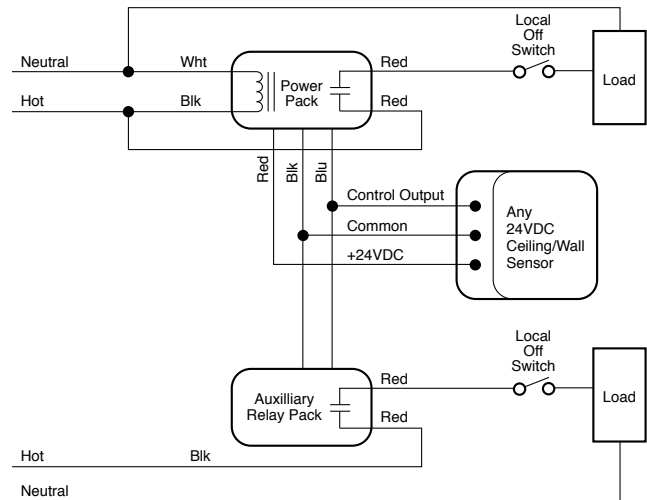 Local
Off
Switch
Neutral
Wht
Red
Power
Pack
Load
Hot
Blk
Red
Red
Blk
Blu
Control Output
Any
24VDC
Ceiling/Wall
Sensor
Common
+24VDC
Local
Off
Switch
Red
Auxilliary
Relay Pack
Load
Red
Hot
Blk
Neutral